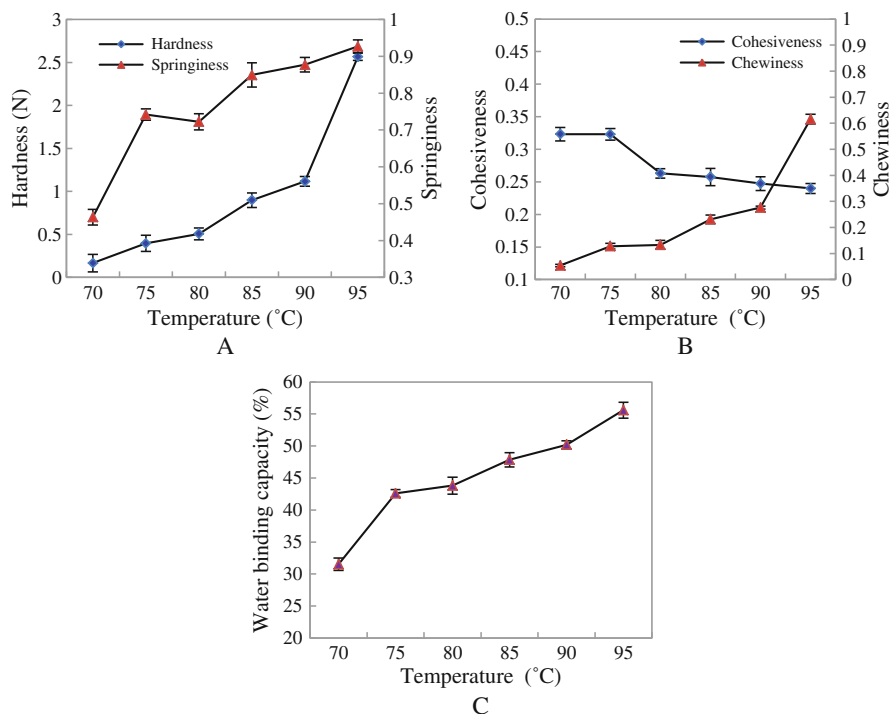 3
2.5
2
1.5
1
0.5
0
Hardness (N)
Hardness
Springiness
1
0.9
0.8
0.7
0.6
0.5
0.4
0.3
Springiness
70 75 80 85 90 95
Temperature (˚C)
A
0.5
0.45
0.4
0.35
0.3
0.25
0.2
0.15
0.1
Cohesiveness
Cohesiveness
Chewiness
1
0.9
0.8
0.7
0.6
0.5
0.4
0.3
0.2
0.1
0
Chewiness
70 75 80 85 90 95
Temperature (˚C)
B
60
55
50
45
40
35
30
25
20
Water binding capacity (%)
70 75 80 85 90 95
Temperature (˚C)
C